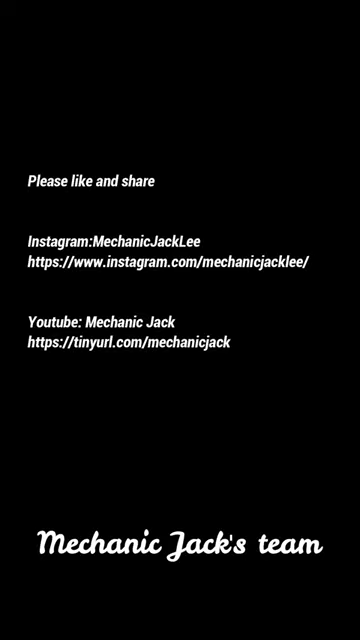 Please like and share
Instagram:MechanicJackLee
https://www.instagram.com/mechanicjacklee/
Youtube: Mechanic Jack
https://tinyurl.com/mechanicjack
Mechanic Jack's team